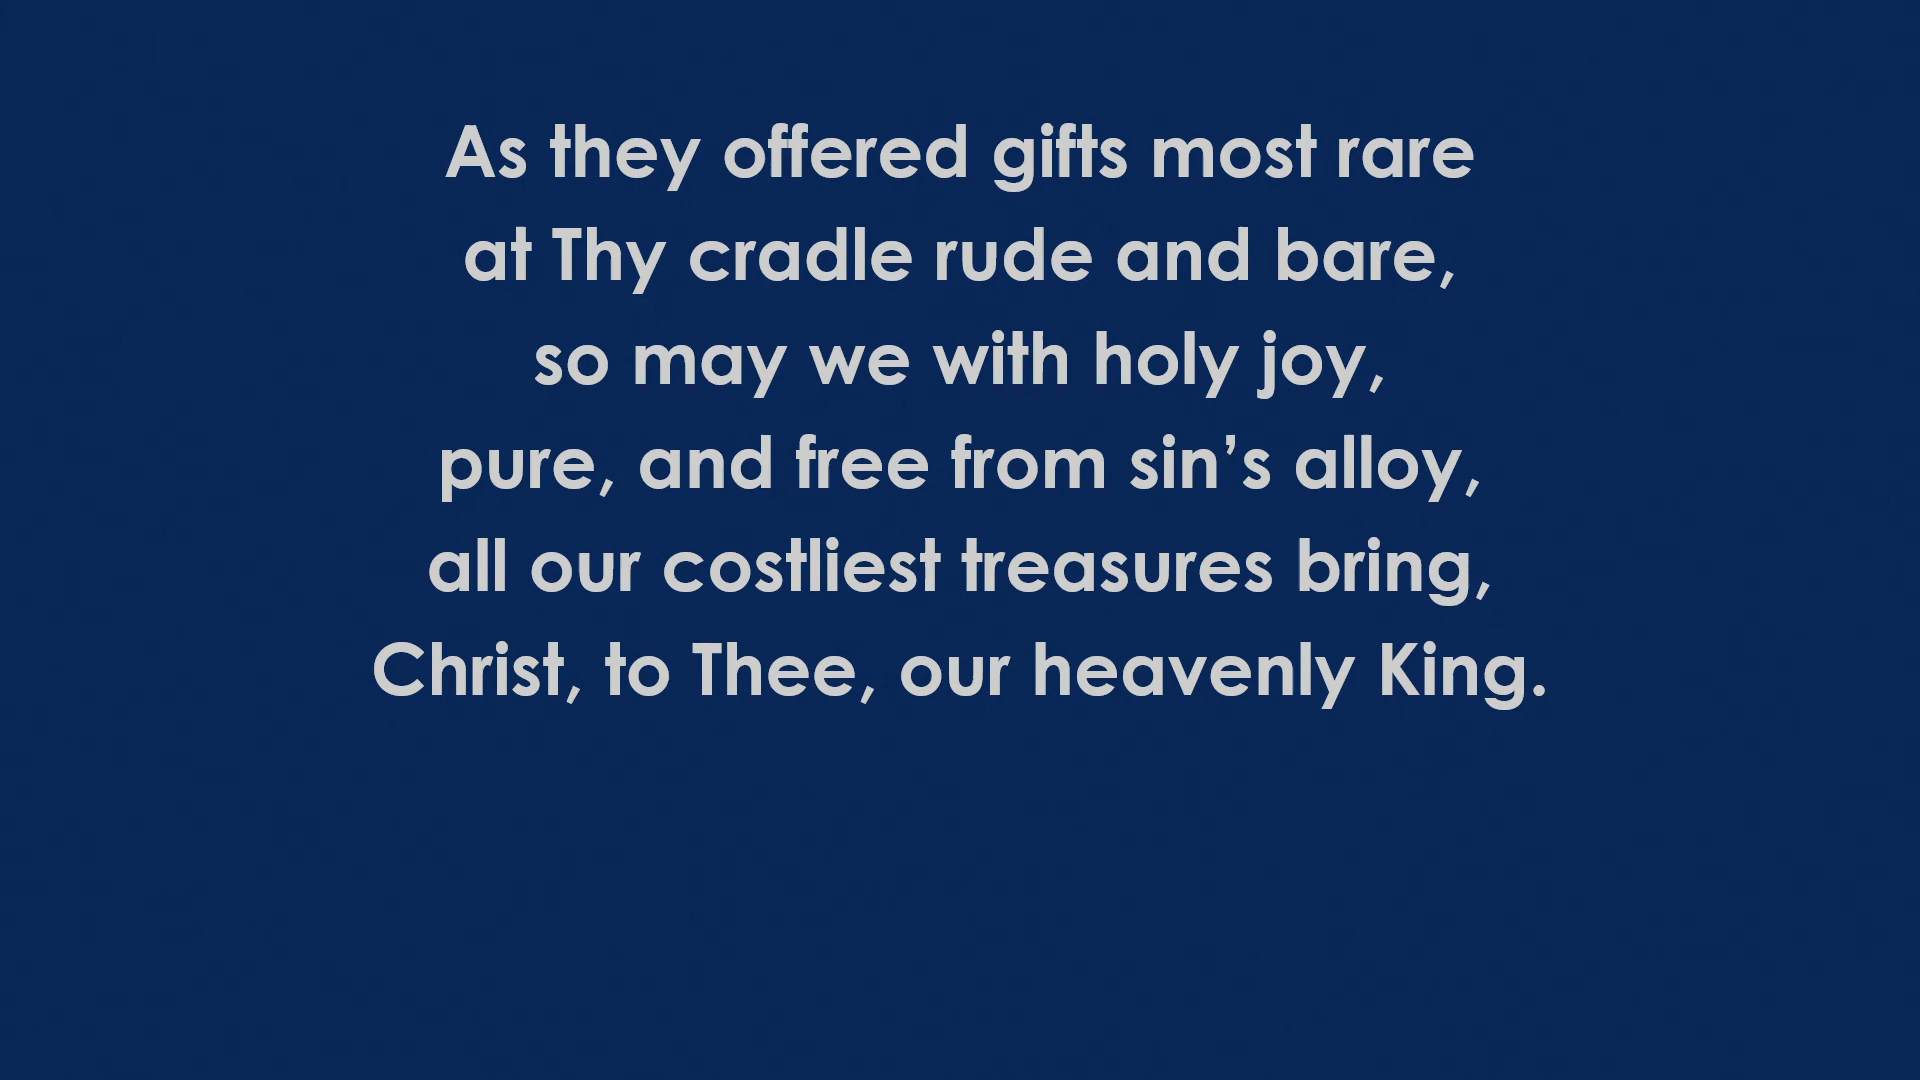 As they offered gifts most rare
at Thy cradle rude and bare,
so may we with holy joy,
pure, and free from sin’s alloy,
all our costliest treasures bring,
Christ, to Thee, our heavenly King.